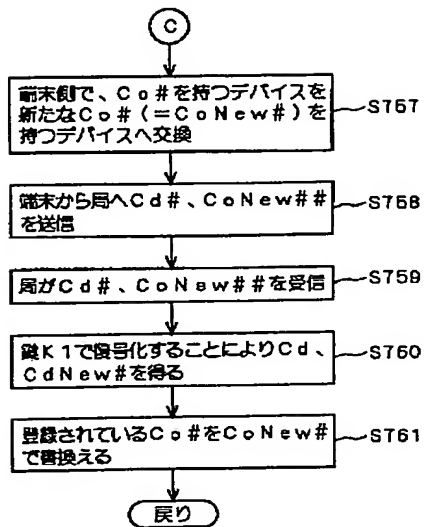 C
端末側で、Co#を持つデバイスを
新たなCo#(=CoNew#)を
持つデバイスへ交換
S757
端末から局へCd#、CoNew##
を送信
S758
局がCd#、CoNew##を受信
S759
鍵K1で復号化することによりCd、
CdNew#を得る
S760
登録されているCo#をCoNew#
で書換える
S761
戻り